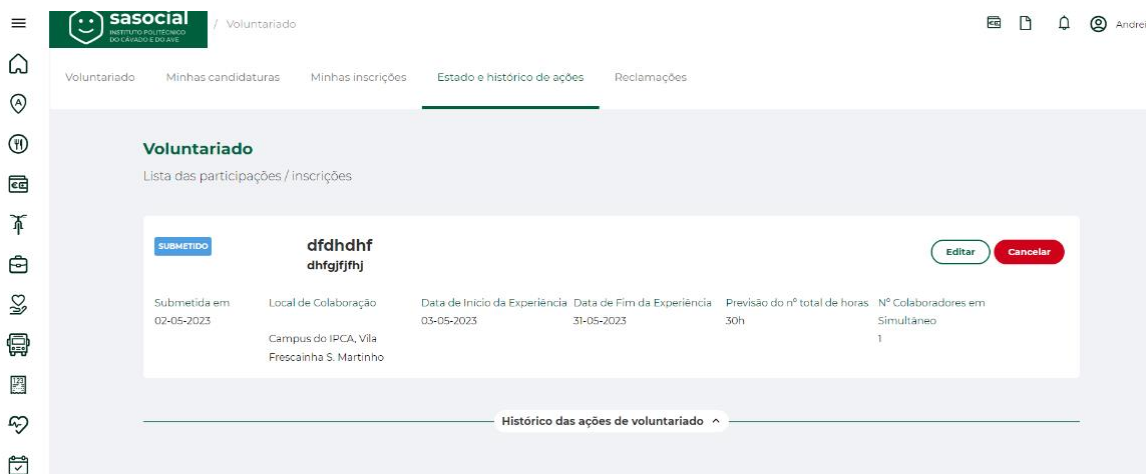 sasocial
INSTITUTO POLITÉCNICO
DO CÁVADO E DO AVE
/ Voluntariado
Andrei
Voluntariado Minhas candidaturas Minhas inscrições Estado e histórico de ações Reclamações
Voluntariado
Lista das participações / inscrições
SUBMETIDO
dfdhdhf
dhfgjfjfhj
Editar Cancelar
Submetida em
02-05-2023
Local de Colaboração
Campus do IPCA, Vila
Frescainha S. Martinho
Data de Início da Experiência
03-05-2023
Data de Fim da Experiência
31-05-2023
Previsão do nº total de horas
30h
Nº Colaboradores em
Simultâneo
1
Histórico das ações de voluntariado